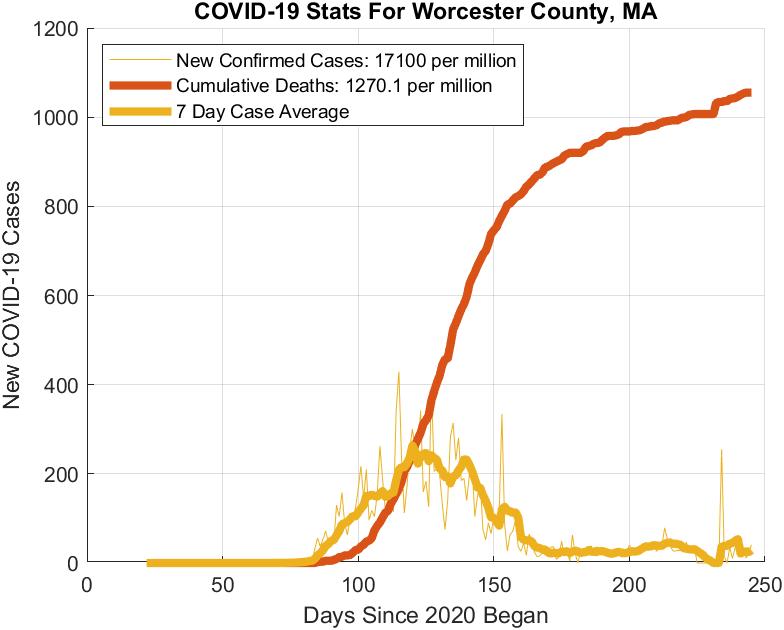 COVID-19 Stats For Worcester County, MA
1200
1000
800
600
400
200
0
New COVID-19 Cases
New Confirmed Cases: 17100 per million
Cumulative Deaths: 1270.1 per million
7 Day Case Average
0 50 100 150 200 250
Days Since 2020 Began